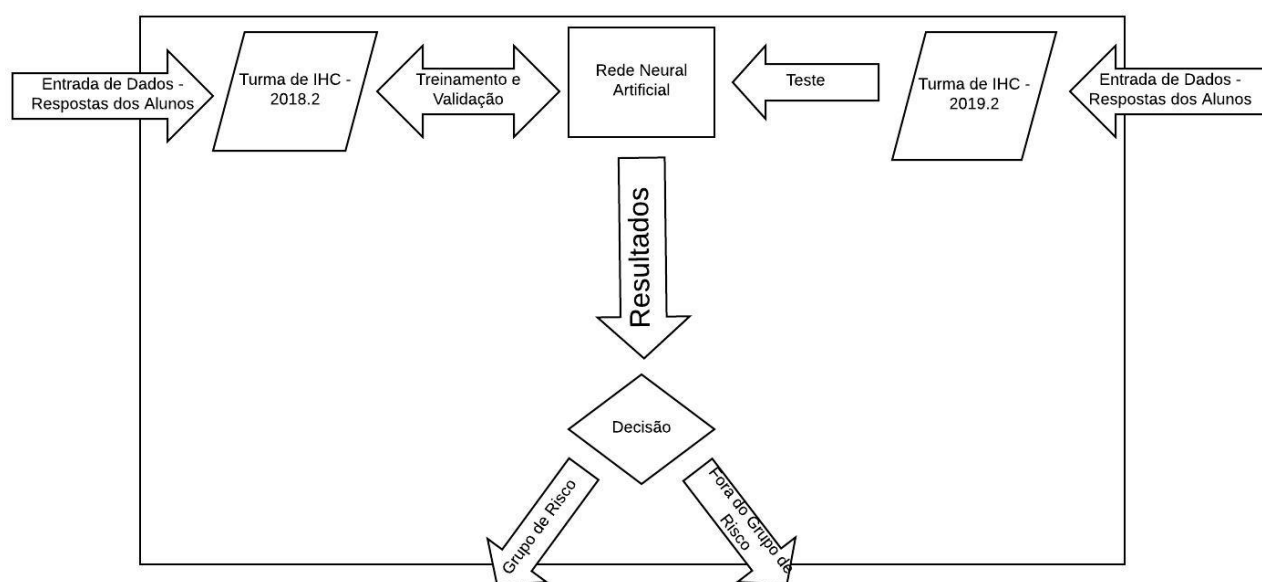 Entrada de Dados -
Respostas dos Alunos
Turma de IHC -
2018.2
Treinamento e
Validação
Rede Neural
Artificial
Teste
Turma de IHC -
2019.2
Entrada de Dados -
Respostas dos Alunos
Resultados
Decisão
Grupo de Risco
Fora do Grupo de
Risco